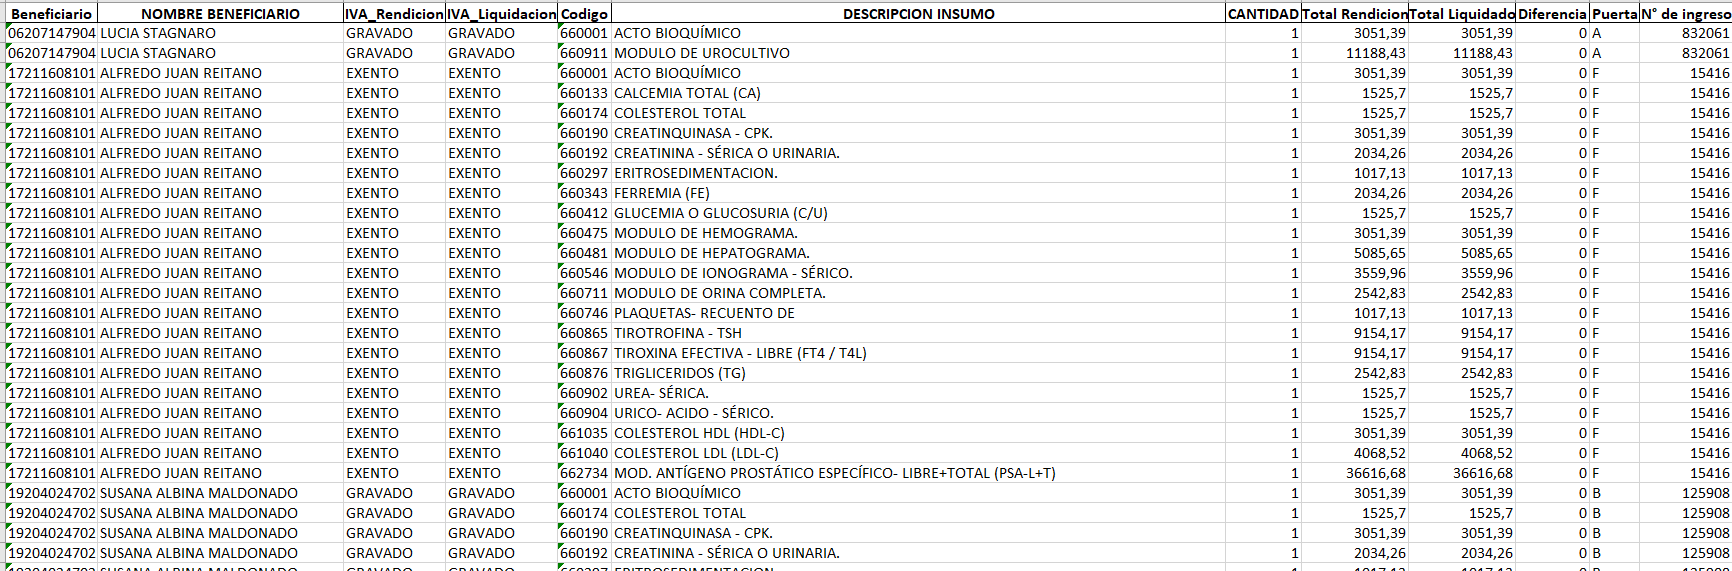 Beneficiario NOMBRE BENEFICIARIO IVA_Rendicion IVA_Liquidacion Codigo DESCRIPCION INSUMO CANTIDAD Total Rendicion Total Liquidado Diferencia Puerta N° de ingreso
06207147904 LUCIA STAGNARO GRAVADO GRAVADO 660001 ACTO BIOQUÍMICO 1 3051,39 3051,39 0 A 832061
06207147904 LUCIA STAGNARO GRAVADO GRAVADO 660911 MODULO DE UROCULTIVO 1 11188,43 11188,43 0 A 832061
17211608101 ALFREDO JUAN REITANO EXENTO EXENTO 660001 ACTO BIOQUÍMICO 1 3051,39 3051,39 0 F 15416
17211608101 ALFREDO JUAN REITANO EXENTO EXENTO 660133 CALCEMIA TOTAL (CA) 1 1525,7 1525,7 0 F 15416
17211608101 ALFREDO JUAN REITANO EXENTO EXENTO 660174 COLESTEROL TOTAL 1 1525,7 1525,7 0 F 15416
17211608101 ALFREDO JUAN REITANO EXENTO EXENTO 660190 CREATINQUINASA - CPK. 1 3051,39 3051,39 0 F 15416
17211608101 ALFREDO JUAN REITANO EXENTO EXENTO 660192 CREATININA - SÉRICA O URINARIA. 1 2034,26 2034,26 0 F 15416
17211608101 ALFREDO JUAN REITANO EXENTO EXENTO 660297 ERITROSEDIMENTACION. 1 1017,13 1017,13 0 F 15416
17211608101 ALFREDO JUAN REITANO EXENTO EXENTO 660343 FERREMIA (FE) 1 2034,26 2034,26 0 F 15416
17211608101 ALFREDO JUAN REITANO EXENTO EXENTO 660412 GLUCEMIA O GLUCOSURIA (C/U) 1 1525,7 1525,7 0 F 15416
17211608101 ALFREDO JUAN REITANO EXENTO EXENTO 660475 MODULO DE HEMOGRAMA. 1 3051,39 3051,39 0 F 15416
17211608101 ALFREDO JUAN REITANO EXENTO EXENTO 660481 MODULO DE HEPATOGRAMA. 1 5085,65 5085,65 0 F 15416
17211608101 ALFREDO JUAN REITANO EXENTO EXENTO 660546 MODULO DE IONOGRAMA - SÉRICO. 1 3559,96 3559,96 0 F 15416
17211608101 ALFREDO JUAN REITANO EXENTO EXENTO 660711 MODULO DE ORINA COMPLETA. 1 2542,83 2542,83 0 F 15416
17211608101 ALFREDO JUAN REITANO EXENTO EXENTO 660746 PLAQUETAS- RECUENTO DE 1 1017,13 1017,13 0 F 15416
17211608101 ALFREDO JUAN REITANO EXENTO EXENTO 660865 TIROTROFINA - TSH 1 9154,17 9154,17 0 F 15416
17211608101 ALFREDO JUAN REITANO EXENTO EXENTO 660867 TIROXINA EFECTIVA - LIBRE (FT4 / T4L) 1 9154,17 9154,17 0 F 15416
17211608101 ALFREDO JUAN REITANO EXENTO EXENTO 660876 TRIGLICERIDOS (TG) 1 2542,83 2542,83 0 F 15416
17211608101 ALFREDO JUAN REITANO EXENTO EXENTO 660902 UREA- SÉRICA. 1 1525,7 1525,7 0 F 15416
17211608101 ALFREDO JUAN REITANO EXENTO EXENTO 660904 URICO- ACIDO - SÉRICO. 1 1525,7 1525,7 0 F 15416
17211608101 ALFREDO JUAN REITANO EXENTO EXENTO 661035 COLESTEROL HDL (HDL-C) 1 3051,39 3051,39 0 F 15416
17211608101 ALFREDO JUAN REITANO EXENTO EXENTO 661040 COLESTEROL LDL (LDL-C) 1 4068,52 4068,52 0 F 15416
17211608101 ALFREDO JUAN REITANO EXENTO EXENTO 662734 MOD. ANTÍGENO PROSTÁTICO ESPECÍFICO- LIBRE+TOTAL (PSA-L+T) 1 36616,68 36616,68 0 F 15416
19204024702 SUSANA ALBINA MALDONADO GRAVADO GRAVADO 660001 ACTO BIOQUÍMICO 1 3051,39 3051,39 0 B 125908
19204024702 SUSANA ALBINA MALDONADO GRAVADO GRAVADO 660174 COLESTEROL TOTAL 1 1525,7 1525,7 0 B 125908
19204024702 SUSANA ALBINA MALDONADO GRAVADO GRAVADO 660190 CREATINQUINASA - CPK. 1 3051,39 3051,39 0 B 125908
19204024702 SUSANA ALBINA MALDONADO GRAVADO GRAVADO 660192 CREATININA - SÉRICA O URINARIA. 1 2034,26 2034,26 0 B 125908